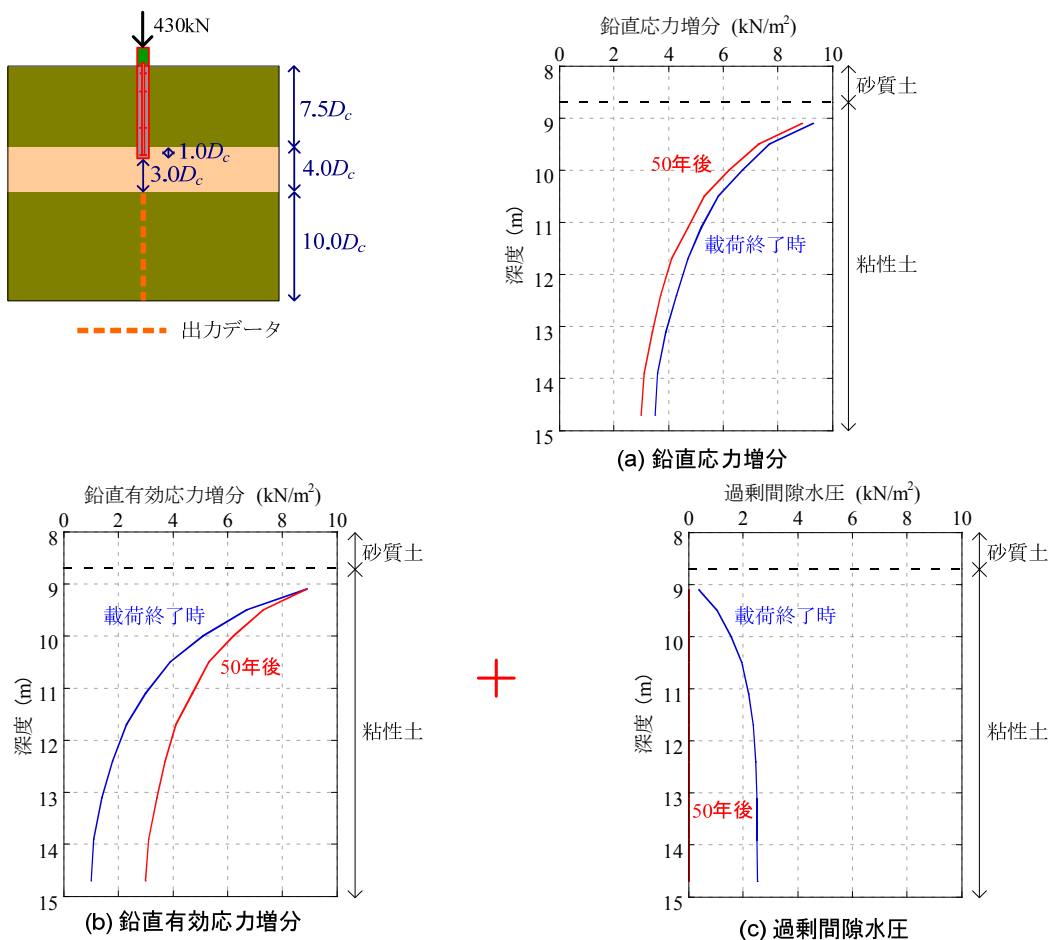 430kN
7.5Dc
1.0Dc
3.0Dc
4.0Dc
10.0Dc
出力データ
鉛直応力増分 (kN/m²)
0 2 4 6 8 10
8
9
10
11
12
13
14
15
深度 (m)
砂質土
粘性土
50年後
載荷終了時
(a) 鉛直応力増分
鉛直有効応力増分 (kN/m²)
0 2 4 6 8 10
8
9
10
11
12
13
14
15
深度 (m)
砂質土
粘性土
載荷終了時
50年後
(b) 鉛直有効応力増分
過剰間隙水圧 (kN/m²)
0 2 4 6 8 10
8
9
10
11
12
13
14
15
深度 (m)
砂質土
粘性土
載荷終了時
50年後
(c) 過剰間隙水圧